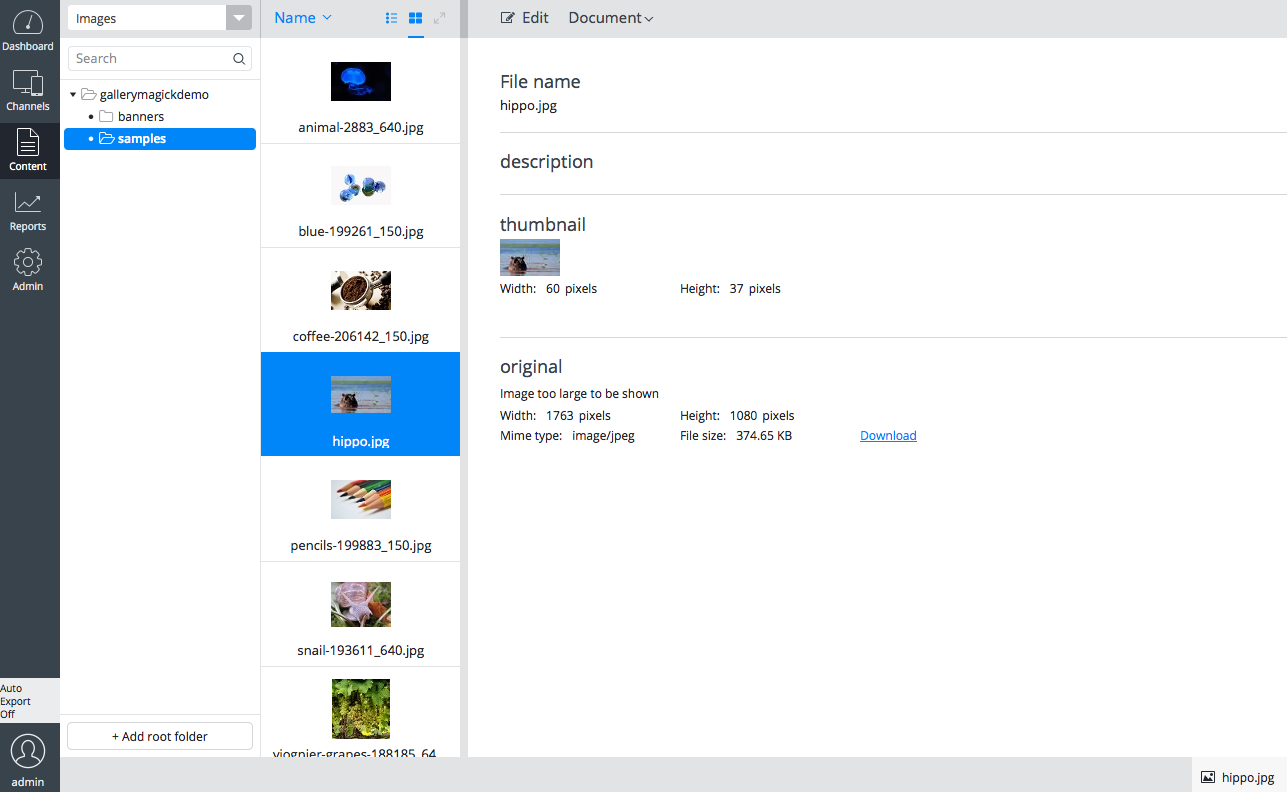 Dashboard
Channels
Content
Reports
Admin
Auto
Export
Off
admin
Images
Search
gallerymagickdemo
banners
samples
+ Add root folder
Name
animal-2883_640.jpg
blue-199261_150.jpg
coffee-206142_150.jpg
hippo.jpg
pencils-199883_150.jpg
snail-193611_640.jpg
viognier-grapes-188185_64
Edit Document
File name
hippo.jpg
description
thumbnail
Width: 60 pixels Height: 37 pixels
original
Image too large to be shown
Width: 1763 pixels Height: 1080 pixels
Mime type: image/jpeg File size: 374.65 KB Download
hippo.jpg